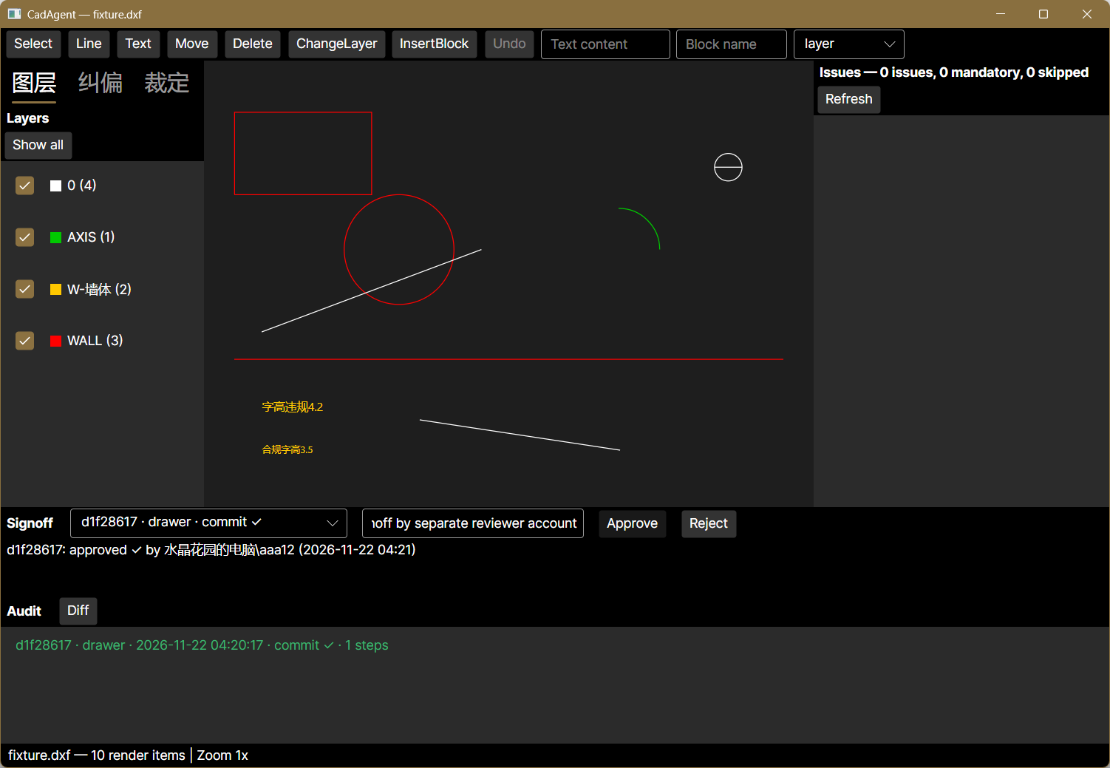 CadAgent — fixture.dxf
Select Line Text Move Delete ChangeLayer InsertBlock Undo Text content Block name layer
图层 纠偏 裁定
Layers
Show all
0 (4)
AXIS (1)
W-墙体 (2)
WALL (3)
字高违规4.2
合规字高3.5
Issues — 0 issues, 0 mandatory, 0 skipped
Refresh
Signoff d1f28617 · drawer · commit ✓ noff by separate reviewer account Approve Reject
d1f28617: approved ✓ by 水晶花园的电脑\aaa12 (2026-11-22 04:21)
Audit Diff
d1f28617 · drawer · 2026-11-22 04:20:17 · commit ✓ · 1 steps
fixture.dxf — 10 render items | Zoom 1x